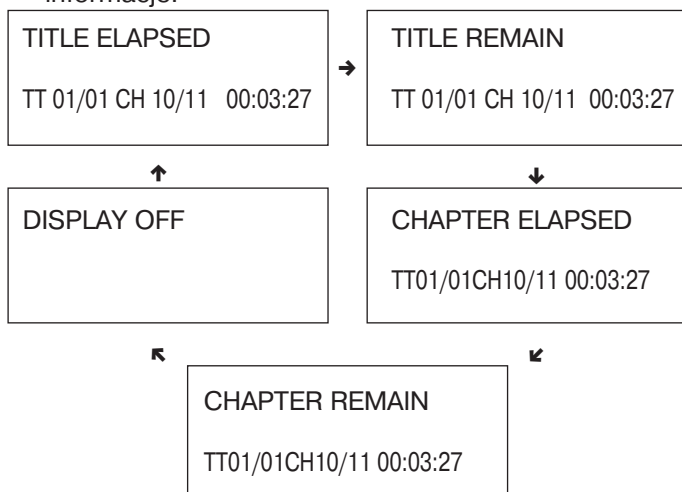 TITLE ELAPSED
TT 01/01 CH 10/11 00:03:27
TITLE REMAIN
TT 01/01 CH 10/11 00:03:27
DISPLAY OFF
CHAPTER ELAPSED
TT01/01CH10/11 00:03:27
CHAPTER REMAIN
TT01/01CH10/11 00:03:27